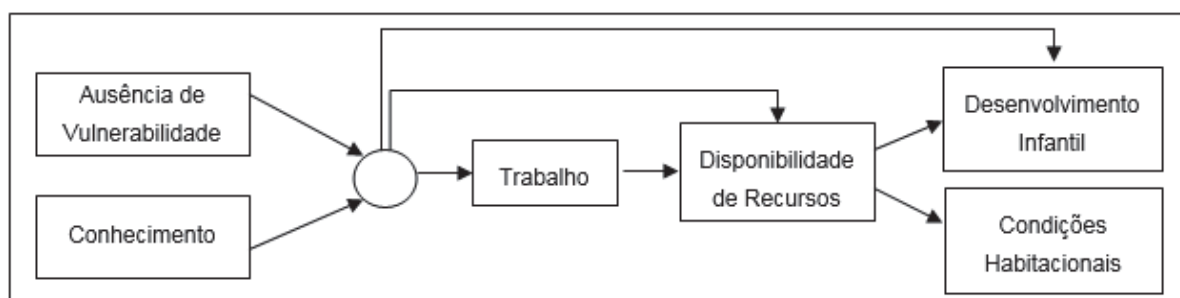 Ausência de
Vulnerabilidade
Conhecimento
Trabalho
Disponibilidade
de Recursos
Desenvolvimento
Infantil
Condições
Habitacionais